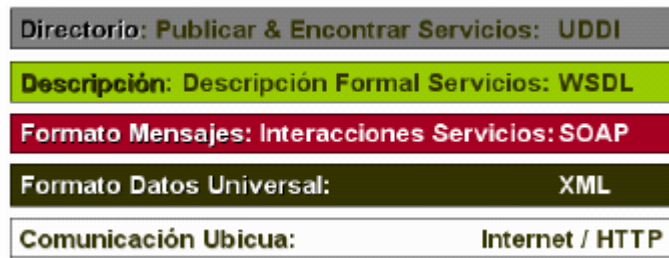 Directorio: Publicar & Encontrar Servicios: UDDI
Descripción: Descripción Formal Servicios: WSDL
Formato Mensajes: Interacciones Servicios: SOAP
Formato Datos Universal: XML
Comunicación Ubicua: Internet / HTTP